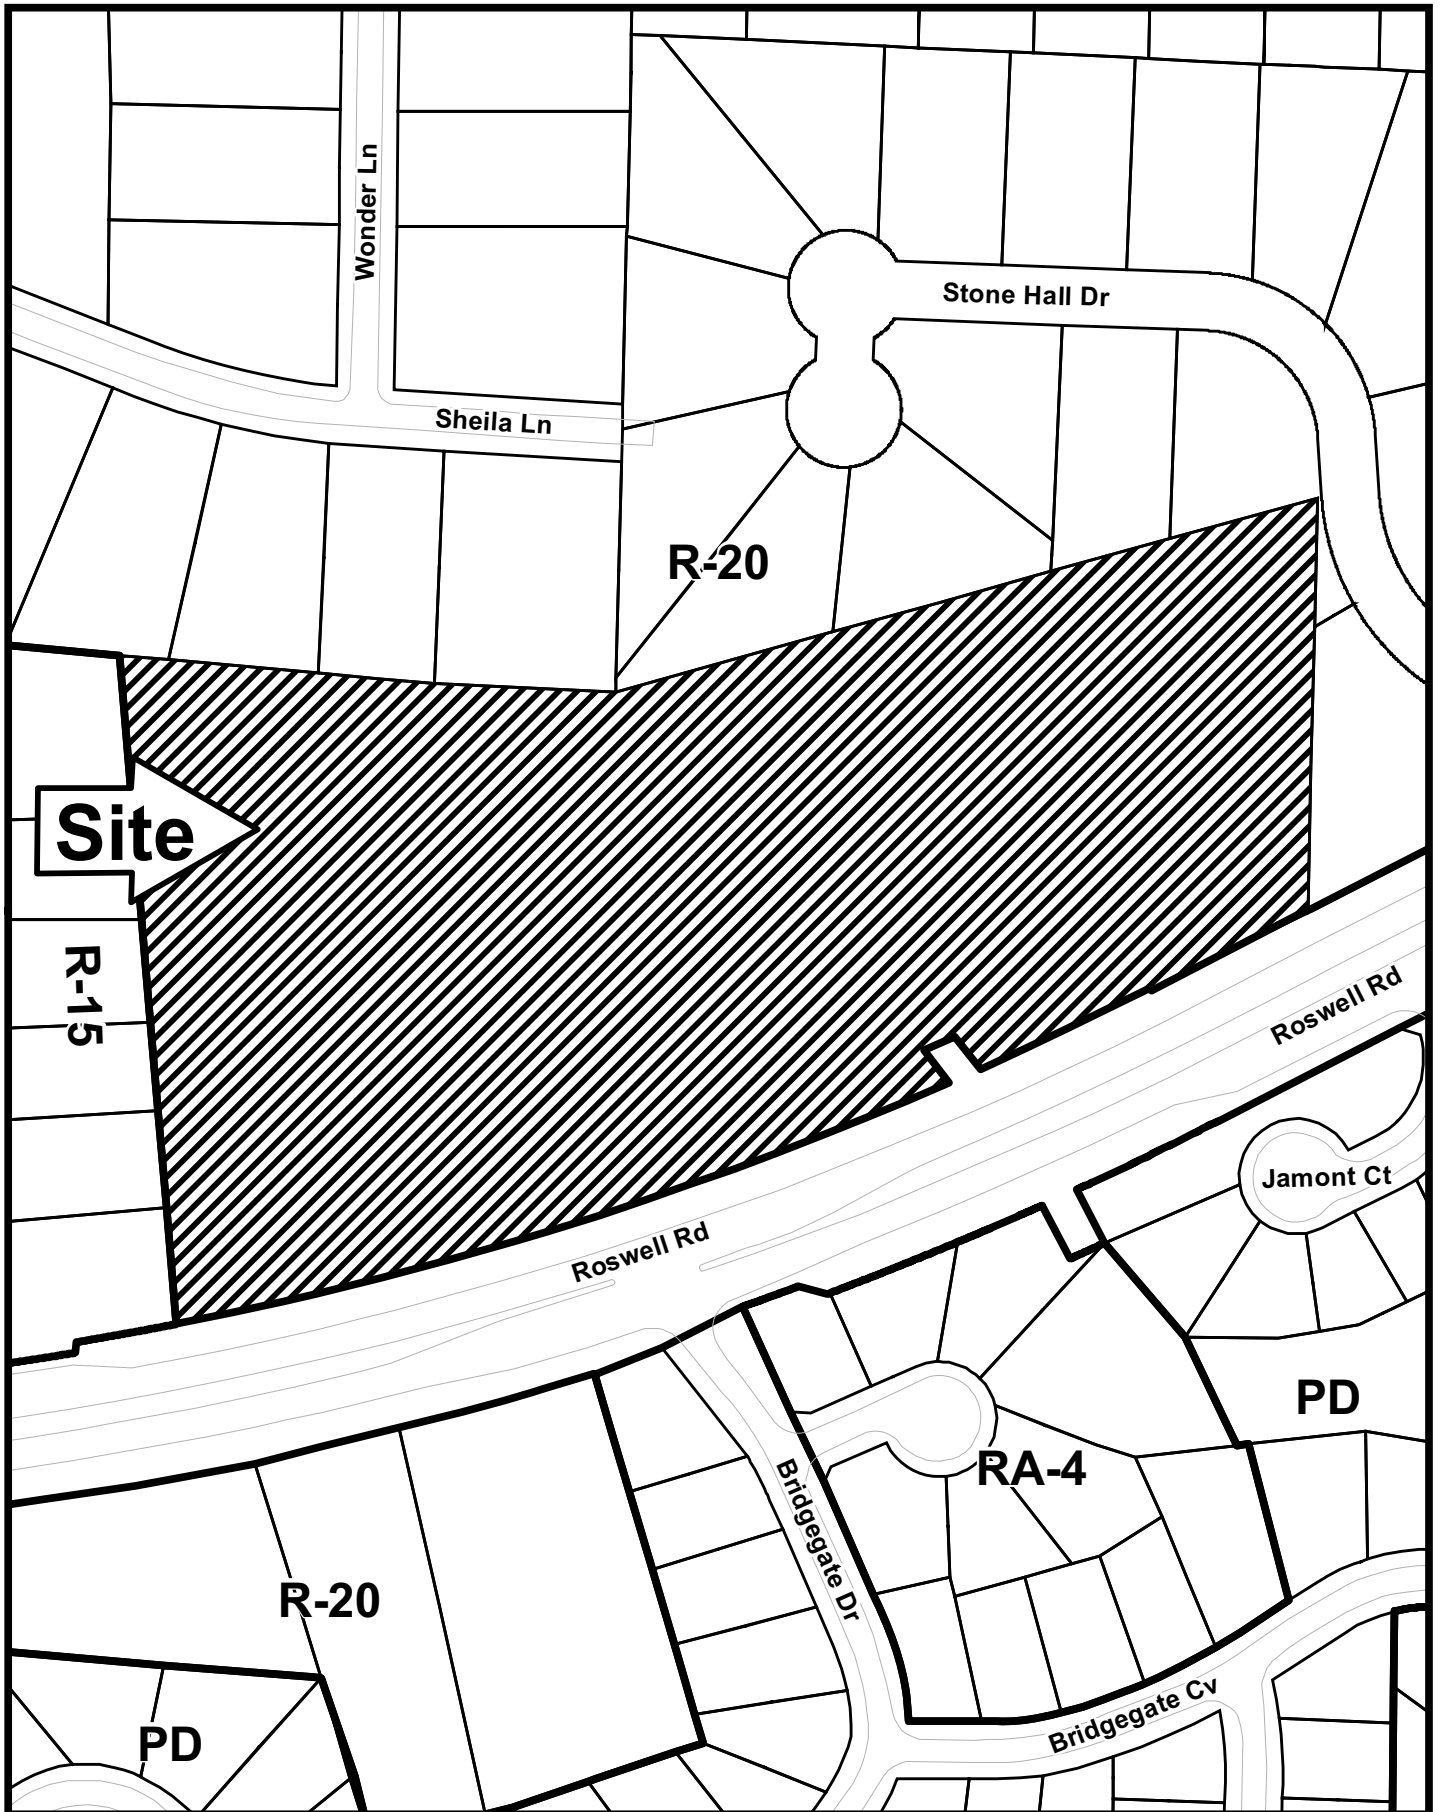 Wonder Ln
Stone Hall Dr
Sheila Ln
R-20
Site
R-15
Roswell Rd
Jamont Ct
Roswell Rd
PD
RA-4
Bridgegate Dr
R-20
Bridgegate Cv
PD